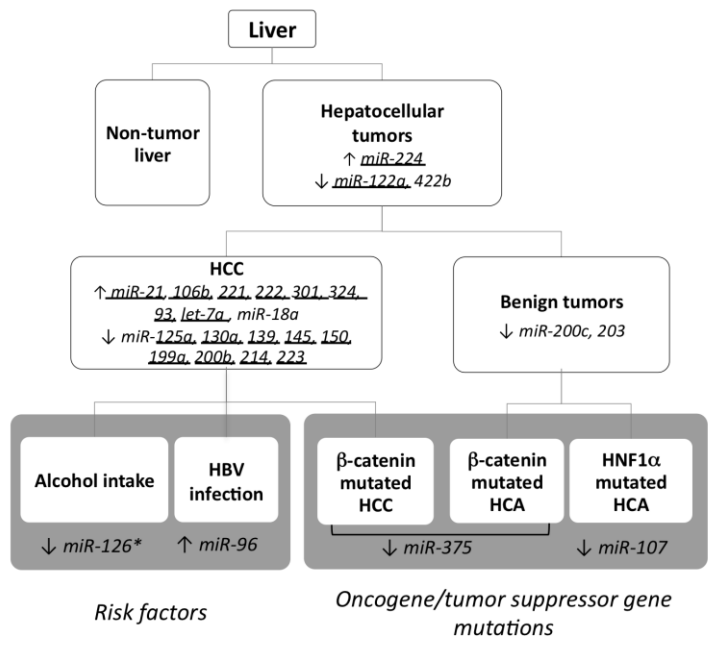 Liver
Non-tumor
liver
Hepatocellular
tumors
↑ miR-224
↓ miR-122a, 422b
HCC
↑ miR-21, 106b, 221, 222, 301, 324,
93, let-7a, miR-18a
↓ miR-125a, 130a, 139, 145, 150,
199a, 200b, 214, 223
Benign tumors
↓ miR-200c, 203
Alcohol intake
HBV
infection
β-catenin
mutated
HCC
β-catenin
mutated
HCA
HNF1α
mutated
HCA
↓ miR-126*
↑ miR-96
↓ miR-375
↓ miR-107
Risk factors
Oncogene/tumor suppressor gene
mutations